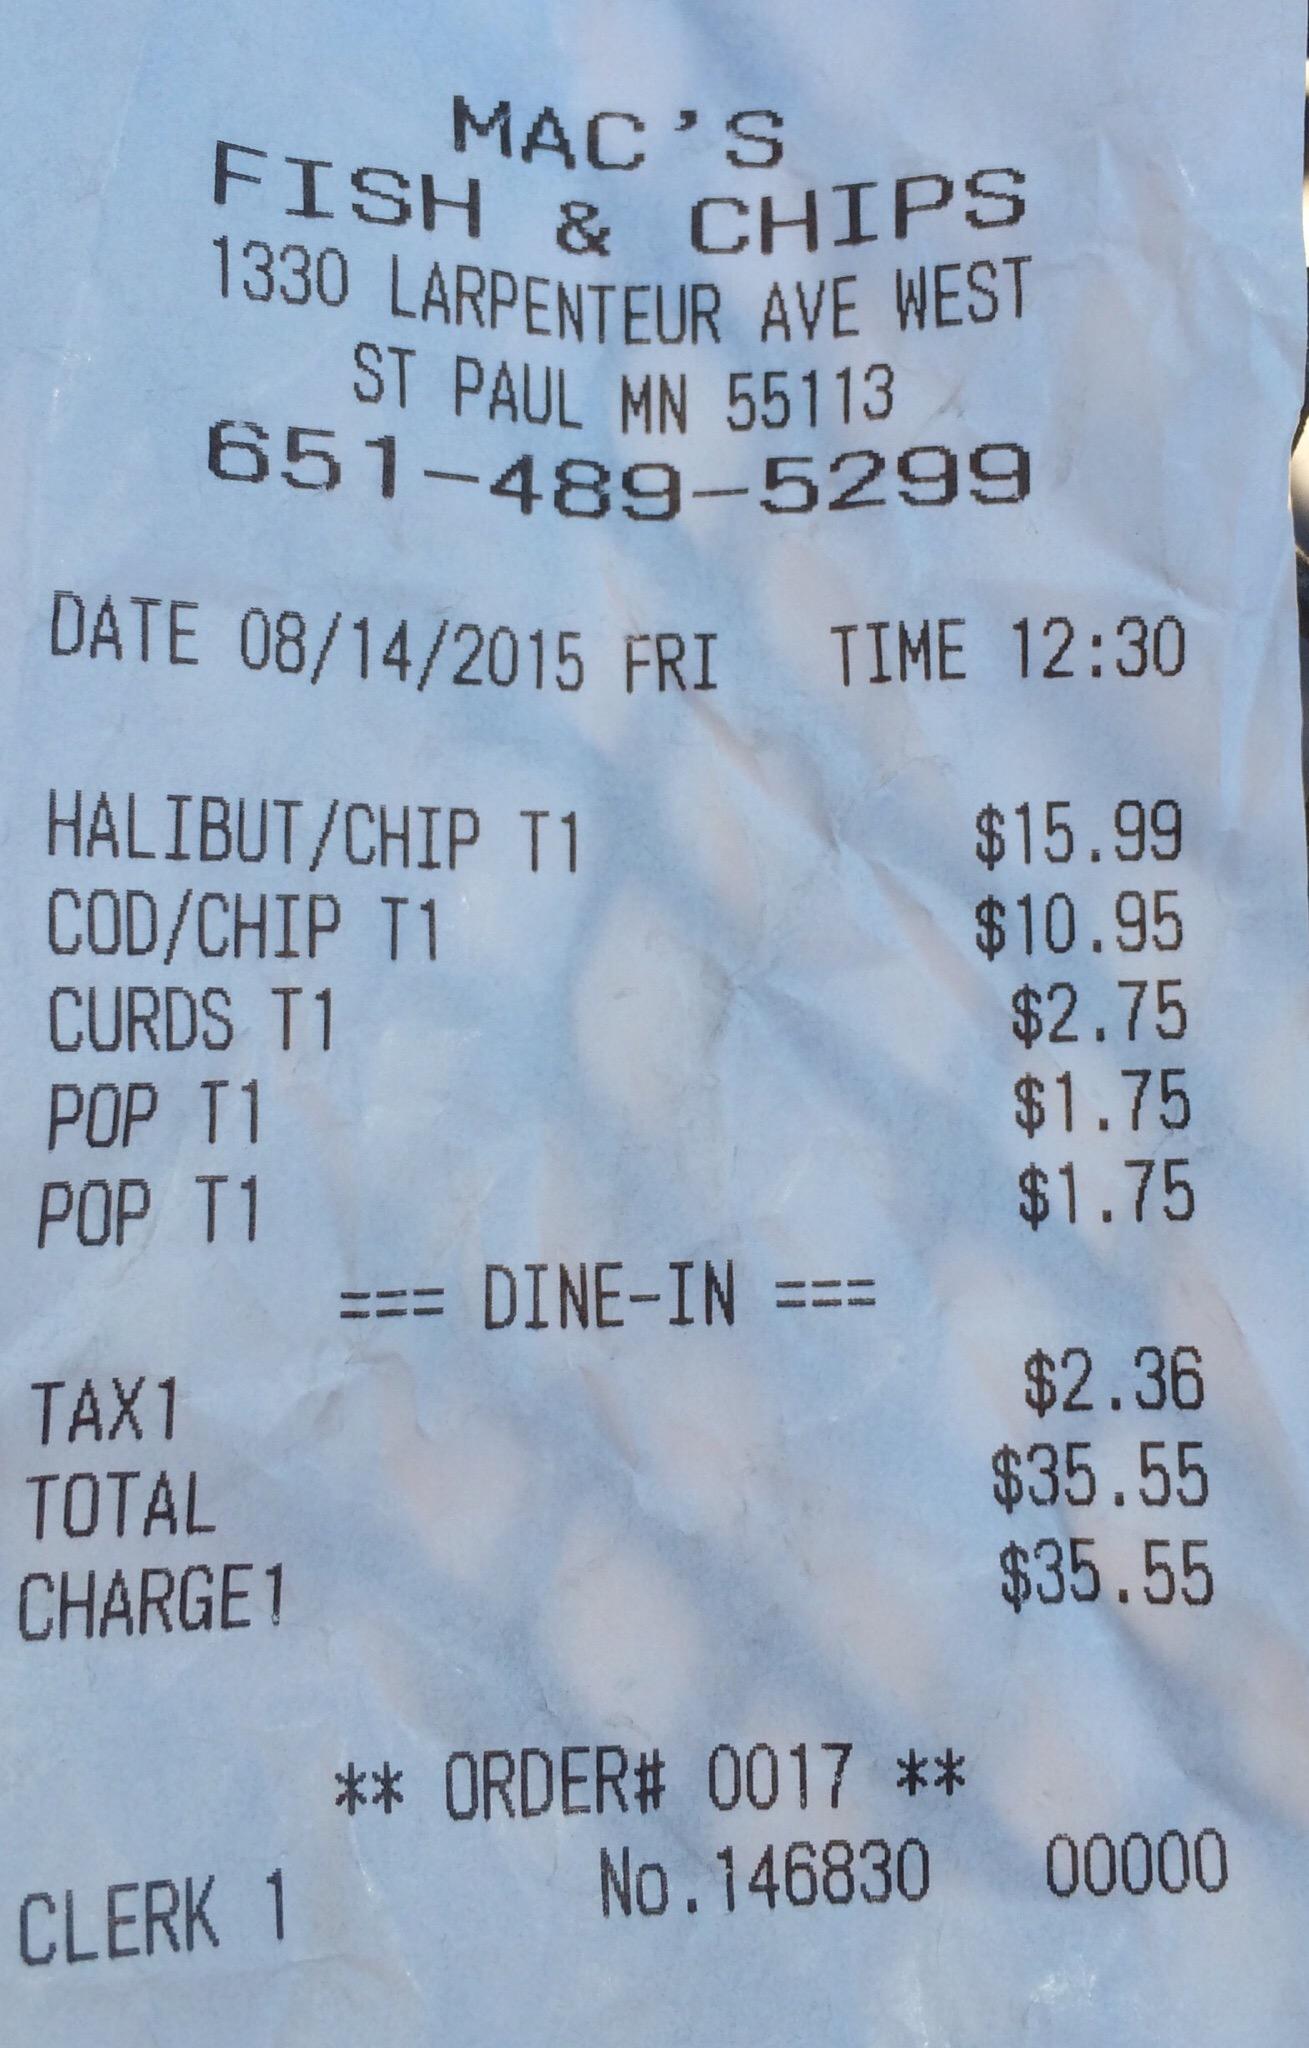 MAC'S
FISH & CHIPS
1330 LARPENTEUR AVE WEST
ST PAUL MN 55113
651-489-5299
DATE 08/14/2015 FRI TIME 12:30
HALIBUT/CHIP T1 $15.99
COD/CHIP T1 $10.95
CURDS T1 $2.75
POP T1 $1.75
POP T1 $1.75
=== DINE-IN ===
TAX1 $2.36
TOTAL $35.55
CHARGE1 $35.55
** ORDER# 0017 **
CLERK 1 No.146830 00000